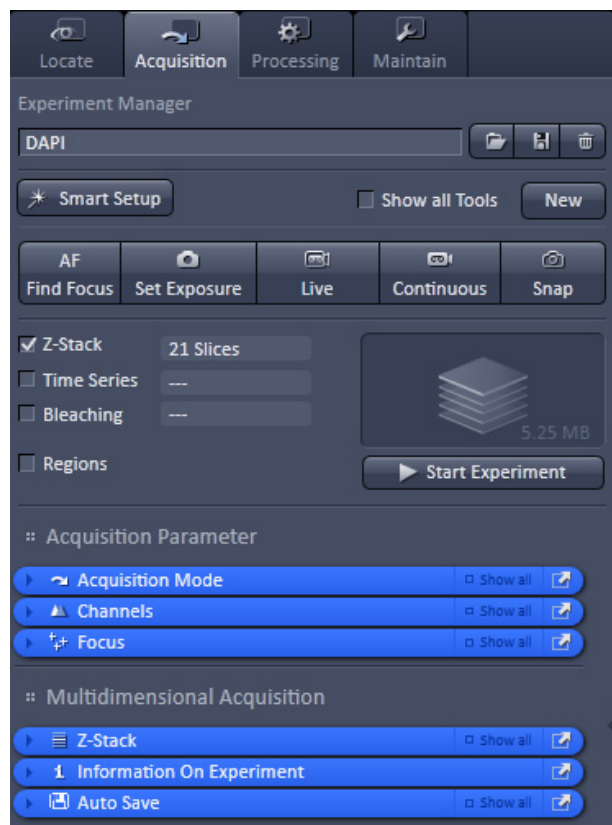 Locate Acquisition Processing Maintain
Experiment Manager
DAPI
Smart Setup Show all Tools New
AF
Find Focus Set Exposure Live Continuous Snap
Z-Stack 21 Slices
Time Series ---
Bleaching ---
5.25 MB
Regions
Start Experiment
Acquisition Parameter
Acquisition Mode Show all
Channels Show all
Focus Show all
Multidimensional Acquisition
Z-Stack Show all
Information On Experiment
Auto Save Show all